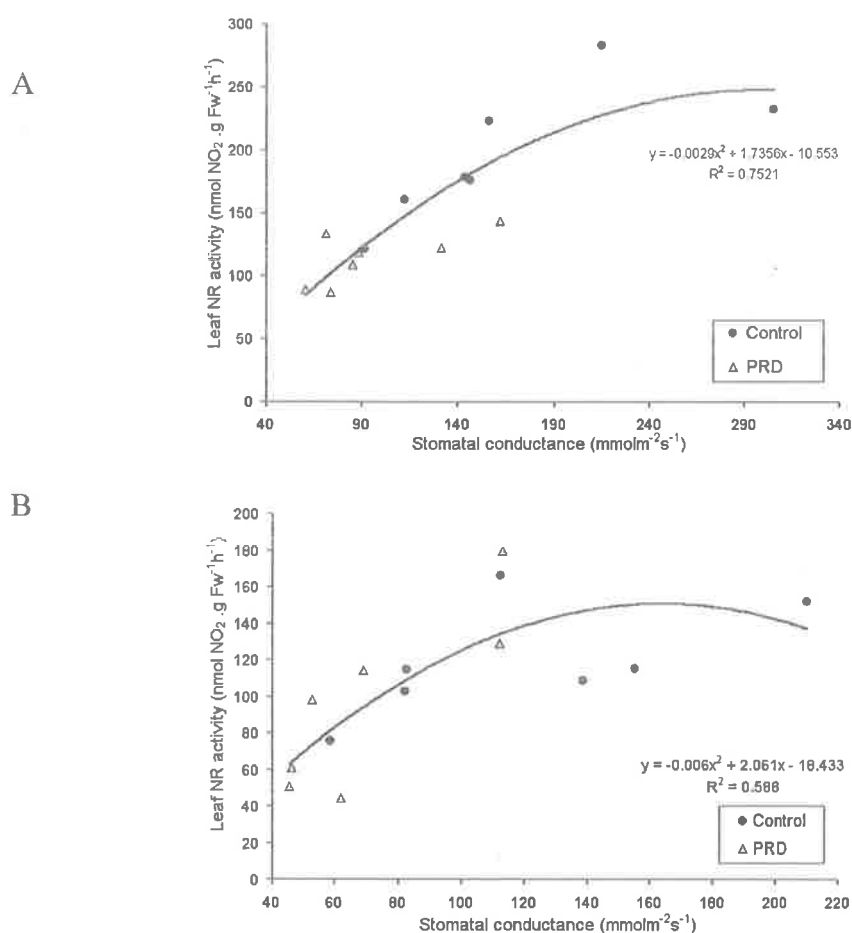 A
300
250
200
150
100
50
0
Leaf NR activity (nmol NO₂ .g Fw⁻¹h⁻¹)
y = -0.0029x² + 1.7356x - 10.553
R² = 0.7521
Control
PRD
40 90 140 190 240 290 340
Stomatal conductance (mmolm⁻²s⁻¹)
B
200
180
160
140
120
100
80
60
40
20
0
Leaf NR activity (nmol NO₂ .g Fw⁻¹h⁻¹)
y = -0.006x² + 2.061x - 18.433
R² = 0.588
Control
PRD
40 60 80 100 120 140 160 180 200 220
Stomatal conductance (mmolm⁻²s⁻¹)